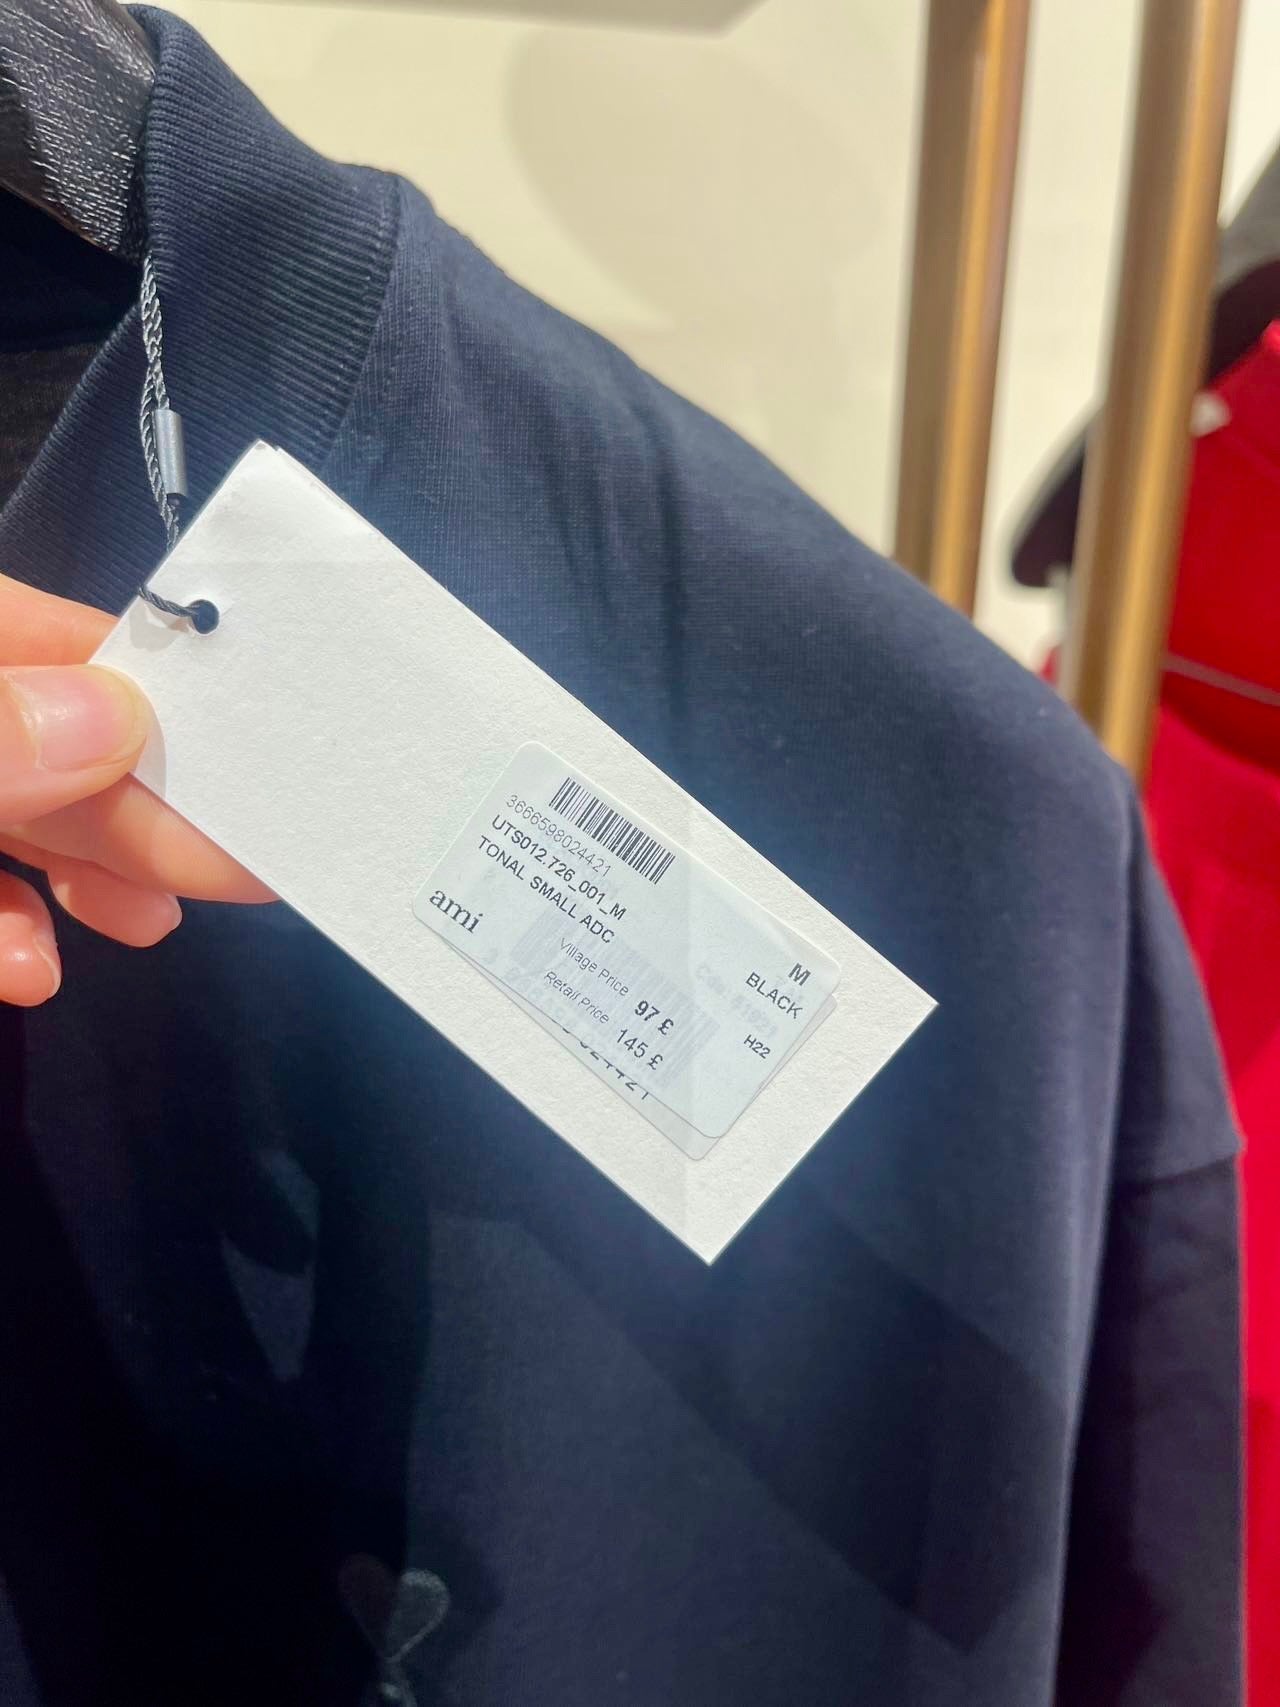 3666598024421
UTS012.726_001_M
TONAL SMALL ADC
ami
M
BLACK
Village Price 97 £
H22
Retail Price 145 £